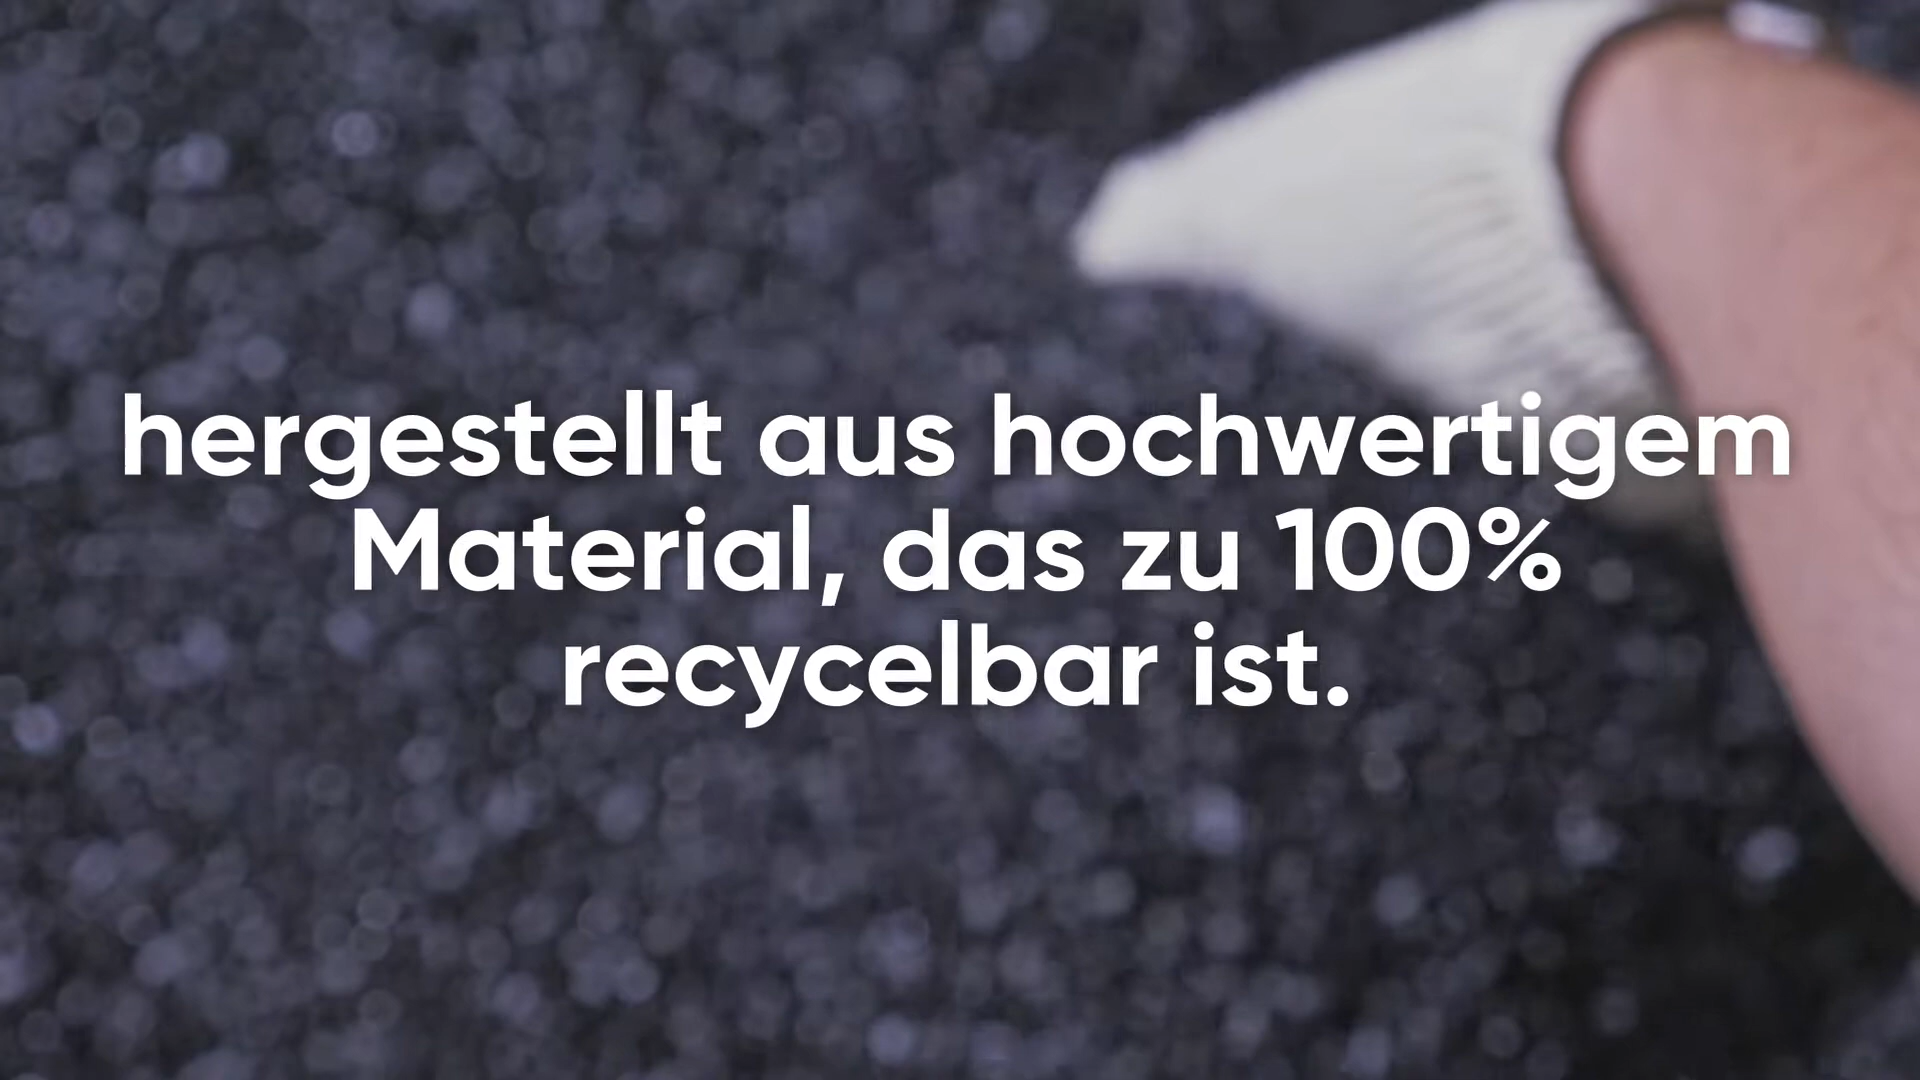 hergestellt aus hochwertigem
Material, das zu 100%
recycelbar ist.